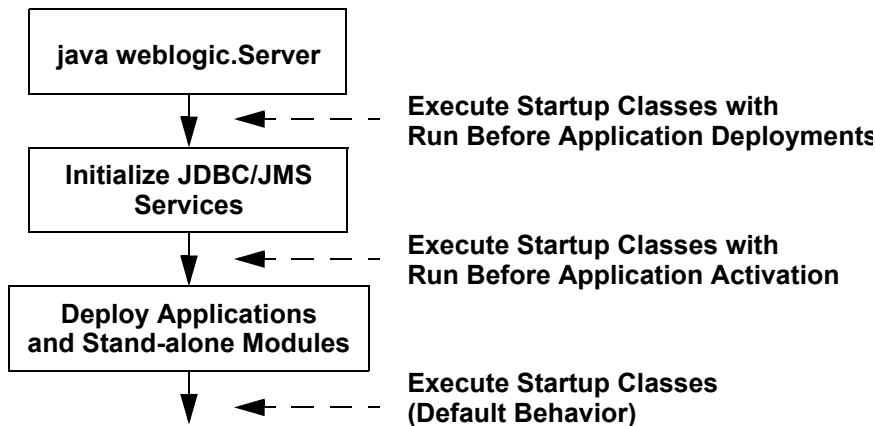 java weblogic.Server
Execute Startup Classes with
Run Before Application Deployments
Initialize JDBC/JMS
Services
Execute Startup Classes with
Run Before Application Activation
Deploy Applications
and Stand-alone Modules
Execute Startup Classes
(Default Behavior)